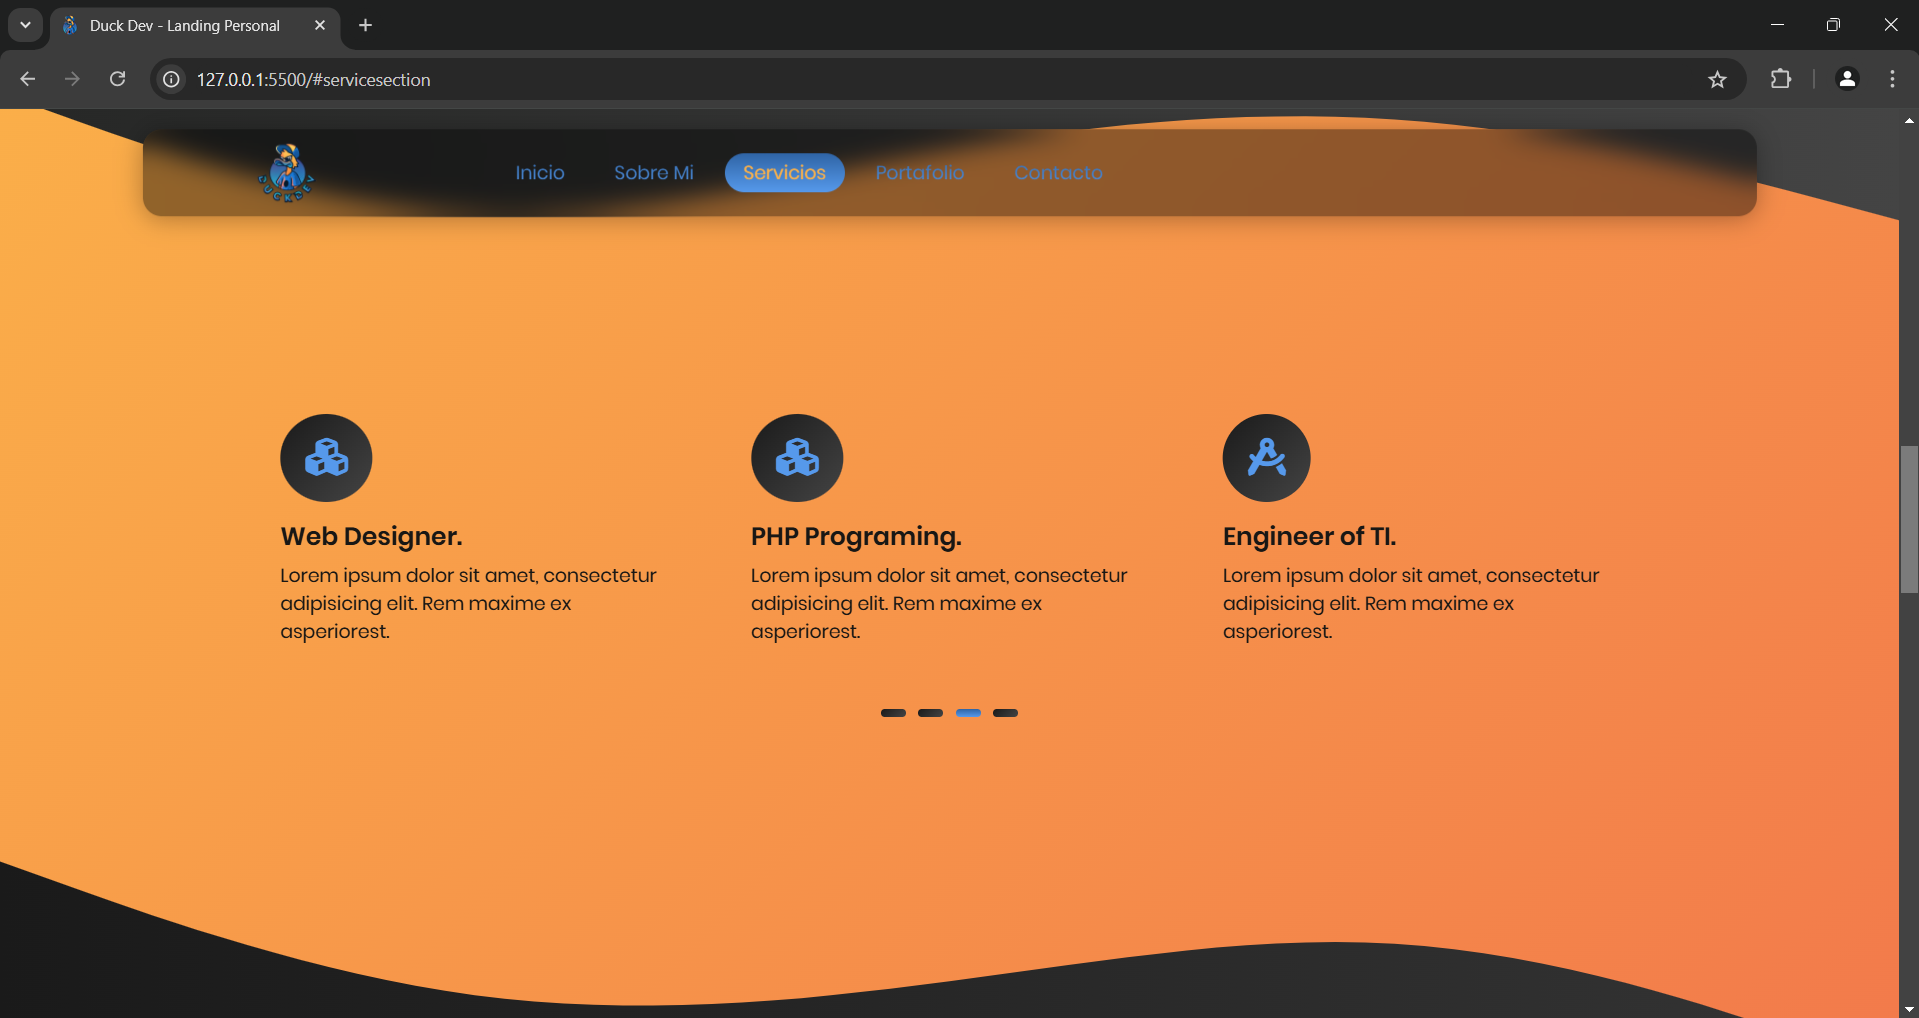 Duck Dev - Landing Personal
127.0.0.1:5500/#servicesection
DUCKDEV
Inicio Sobre Mi Servicios Portafolio Contacto
Web Designer.
Lorem ipsum dolor sit amet, consectetur
adipisicing elit. Rem maxime ex
asperiorest.
PHP Programing.
Lorem ipsum dolor sit amet, consectetur
adipisicing elit. Rem maxime ex
asperiorest.
Engineer of TI.
Lorem ipsum dolor sit amet, consectetur
adipisicing elit. Rem maxime ex
asperiorest.